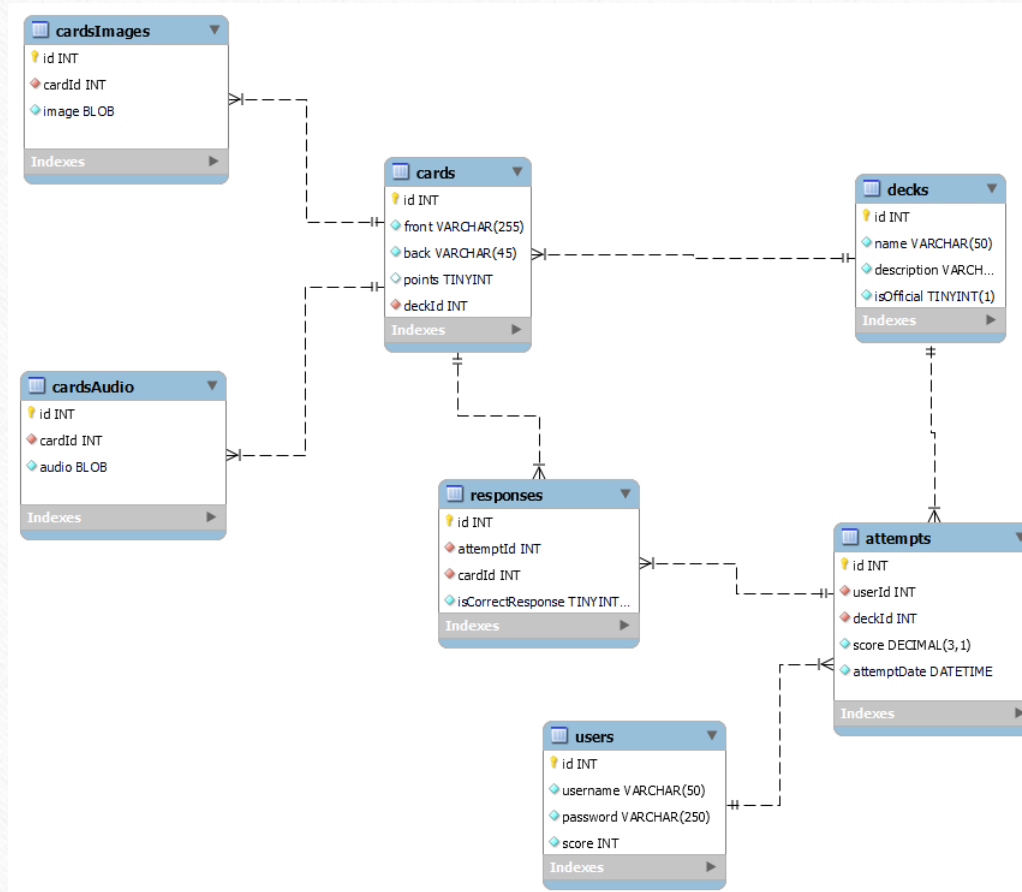 cardsImages
id INT
cardId INT
image BLOB
Indexes
cards
id INT
front VARCHAR(255)
back VARCHAR(45)
points TINYINT
deckId INT
Indexes
decks
id INT
name VARCHAR(50)
description VARCH...
isOfficial TINYINT(1)
Indexes
cardsAudio
id INT
cardId INT
audio BLOB
Indexes
responses
id INT
attemptId INT
cardId INT
isCorrectResponse TINYINT...
Indexes
attempts
id INT
userId INT
deckId INT
score DECIMAL(3,1)
attemptDate DATETIME
Indexes
users
id INT
username VARCHAR(50)
password VARCHAR(250)
score INT
Indexes